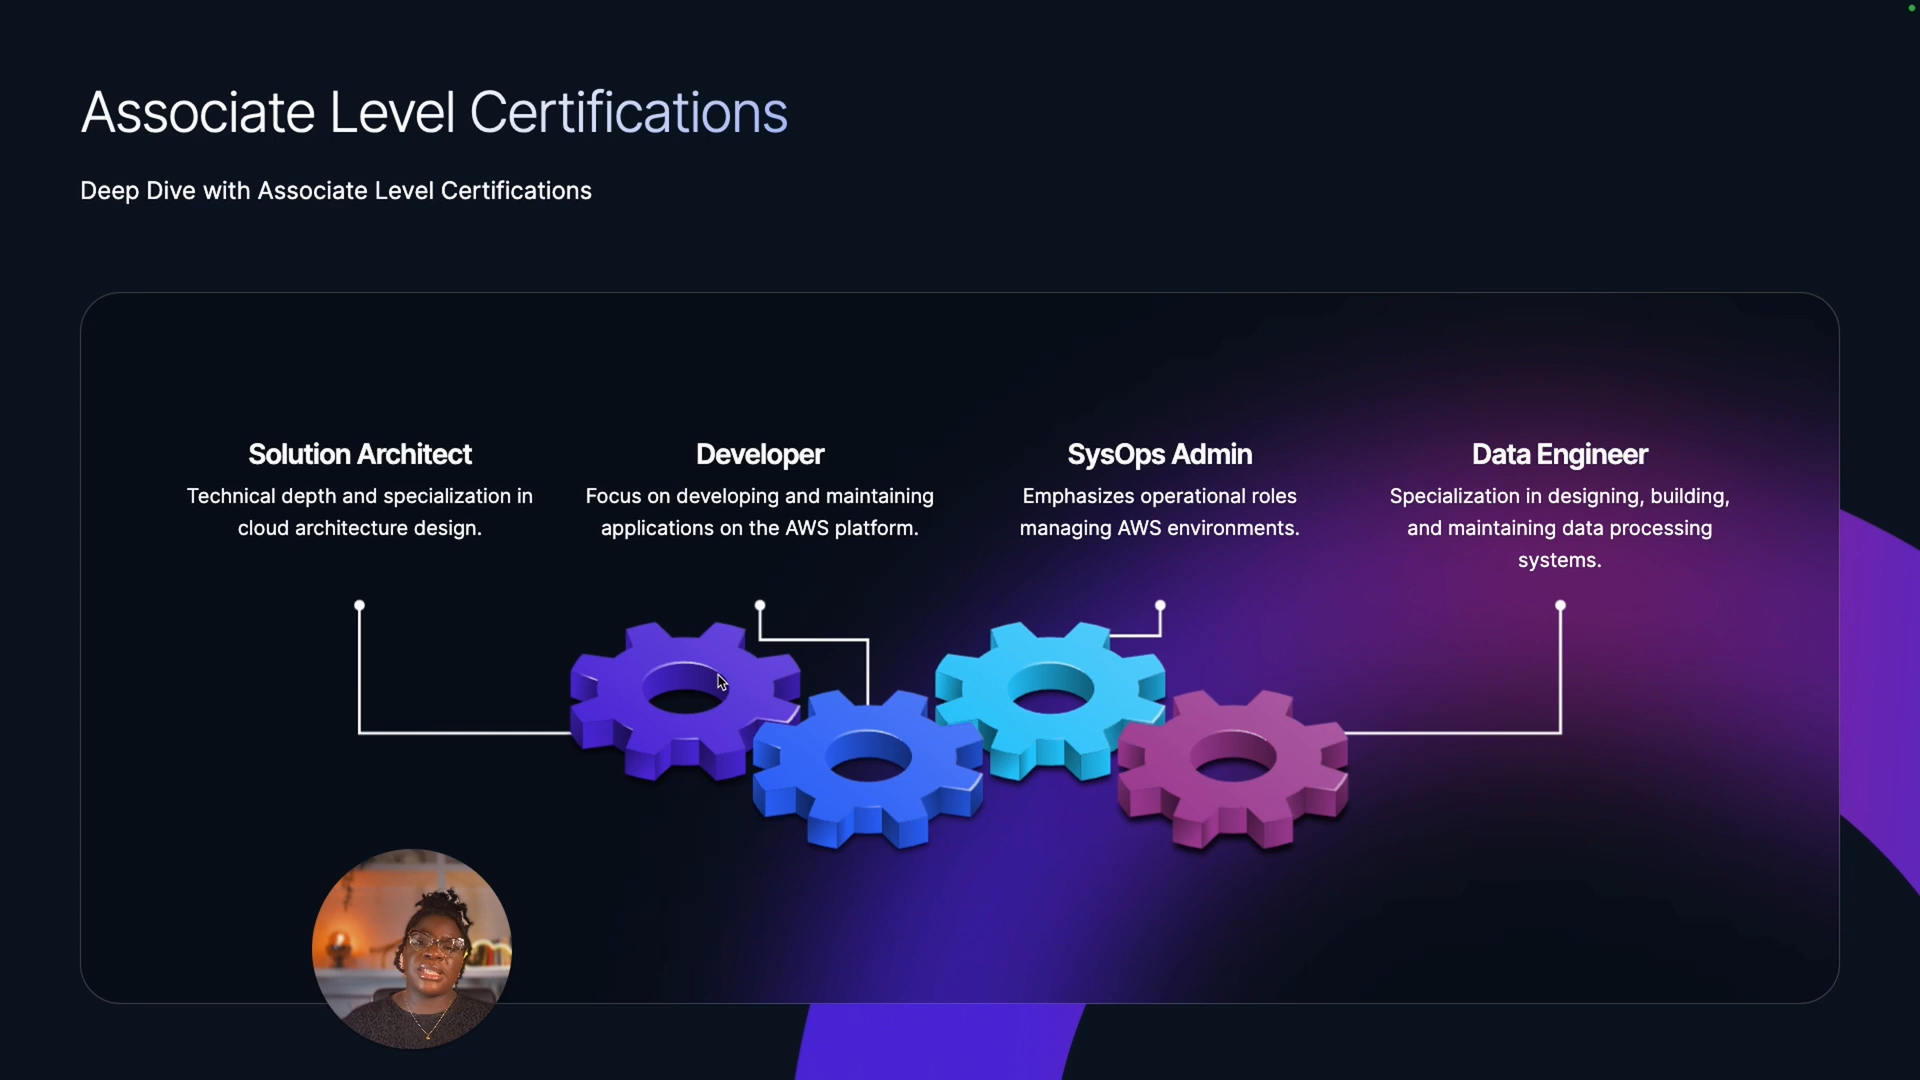 Associate Level Certifications
Deep Dive with Associate Level Certifications
Solution Architect
Technical depth and specialization in
cloud architecture design.
Developer
Focus on developing and maintaining
applications on the AWS platform.
SysOps Admin
Emphasizes operational roles
managing AWS environments.
Data Engineer
Specialization in designing, building,
and maintaining data processing
systems.